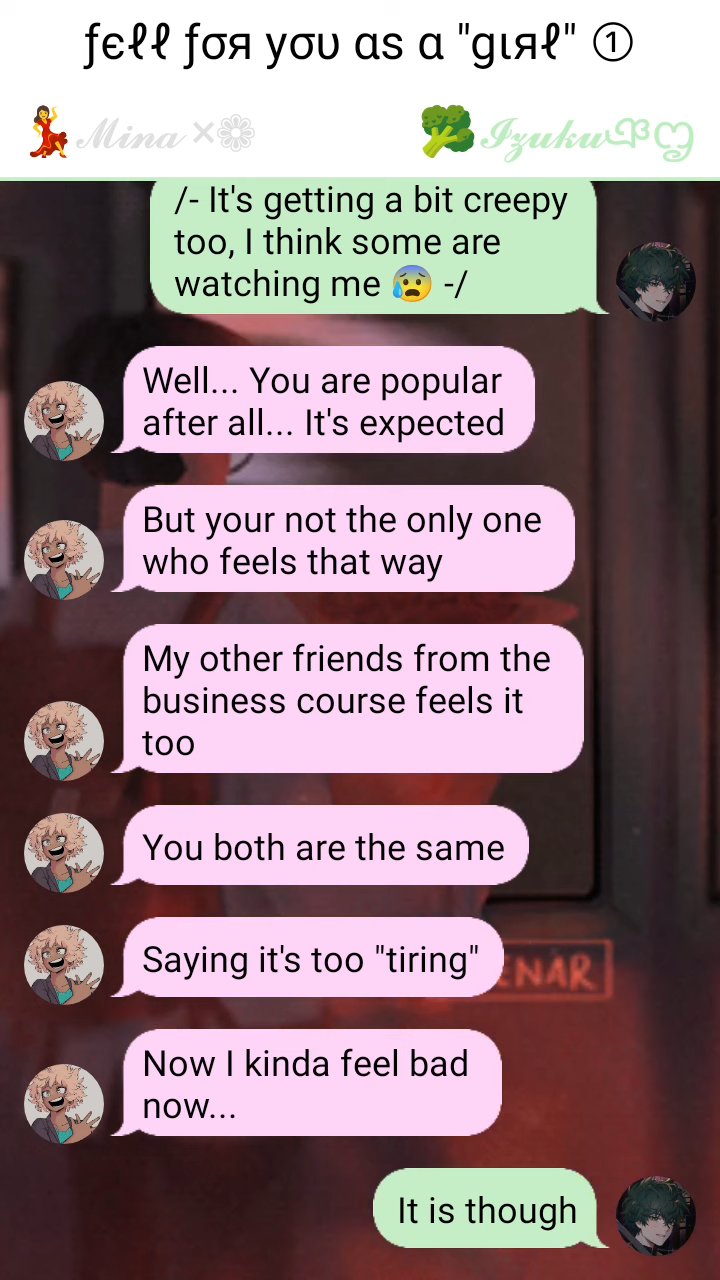 ƒєℓℓ ƒσя уσυ αs α "gιяℓ" ①
💃𝓜𝓲𝓷𝓪 ×❁
🥦𝓘𝔃𝓾𝓴𝓾
/- It's getting a bit creepy
too, I think some are
watching me 😰 -/
Well... You are popular
after all... It's expected
But your not the only one
who feels that way
My other friends from the
business course feels it
too
You both are the same
Saying it's too "tiring"
ENAR
Now I kinda feel bad
now...
It is though